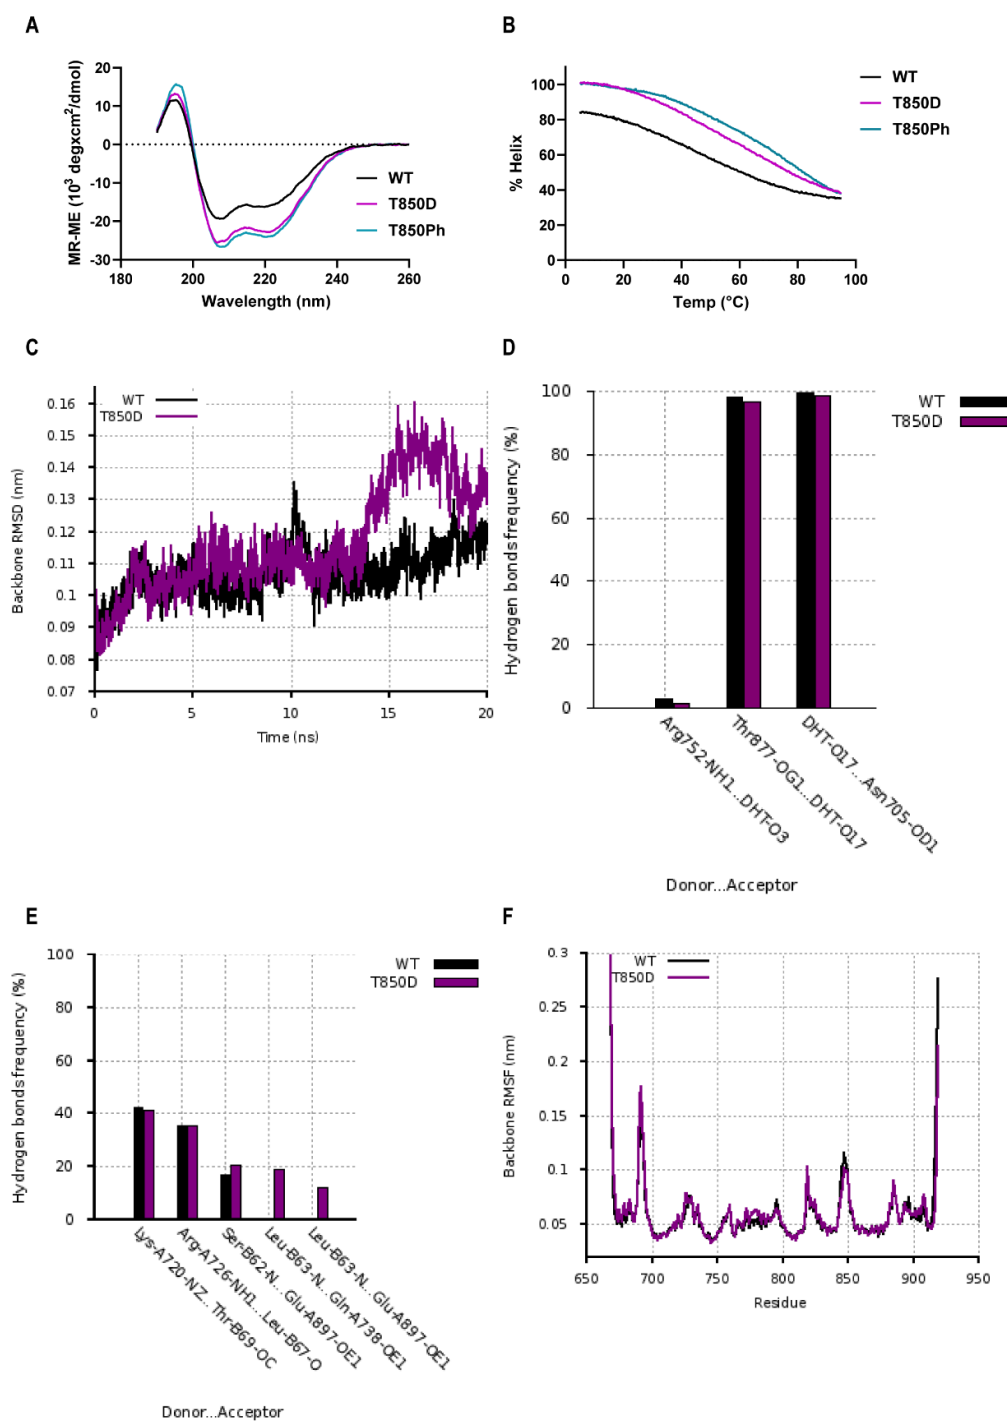 A
MR-ME (10³ degxcm²/dmol)
20
10
0
-10
-20
-30
180
200
220
240
260
Wavelength (nm)
WT
T850D
T850Ph
B
% Helix
100
80
60
40
20
0
0
20
40
60
80
100
Temp (°C)
WT
T850D
T850Ph
C
Backbone RMSD (nm)
0.16
0.15
0.14
0.13
0.12
0.11
0.1
0.09
0.08
0.07
0
5
10
15
20
Time (ns)
WT
T850D
D
Hydrogen bonds frequency (%)
100
80
60
40
20
0
WT
T850D
Arg752-NH1...DHT-O3
Thr877-OG1...DHT-O17
DHT-O17...Asn705-OD1
Donor...Acceptor
E
Hydrogen bonds frequency (%)
100
80
60
40
20
0
WT
T850D
Lys-A720-NZ...Thr-B69-OC
Arg-A726-NH1...Leu-B67-O
Ser-B62-N...Glu-A897-OE1
Leu-B63-N...Gln-A738-OE1
Leu-B63-N...Glu-A897-OE1
Donor...Acceptor
F
Backbone RMSF (nm)
0.3
0.25
0.2
0.15
0.1
0.05
650
700
750
800
850
900
950
Residue
WT
T850D